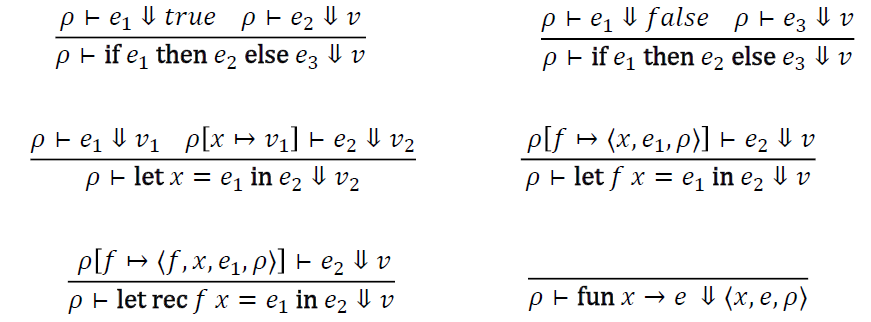 ρ ⊢ e₁ ⇓ true ρ ⊢ e₂ ⇓ v
ρ ⊢ if e₁ then e₂ else e₃ ⇓ v
ρ ⊢ e₁ ⇓ false ρ ⊢ e₃ ⇓ v
ρ ⊢ if e₁ then e₂ else e₃ ⇓ v
ρ ⊢ e₁ ⇓ v₁ ρ[x ↦ v₁] ⊢ e₂ ⇓ v₂
ρ ⊢ let x = e₁ in e₂ ⇓ v₂
ρ[f ↦ ⟨x, e₁, ρ⟩] ⊢ e₂ ⇓ v
ρ ⊢ let f x = e₁ in e₂ ⇓ v
ρ[f ↦ ⟨f, x, e₁, ρ⟩] ⊢ e₂ ⇓ v
ρ ⊢ let rec f x = e₁ in e₂ ⇓ v
ρ ⊢ fun x → e ⇓ ⟨x, e, ρ⟩